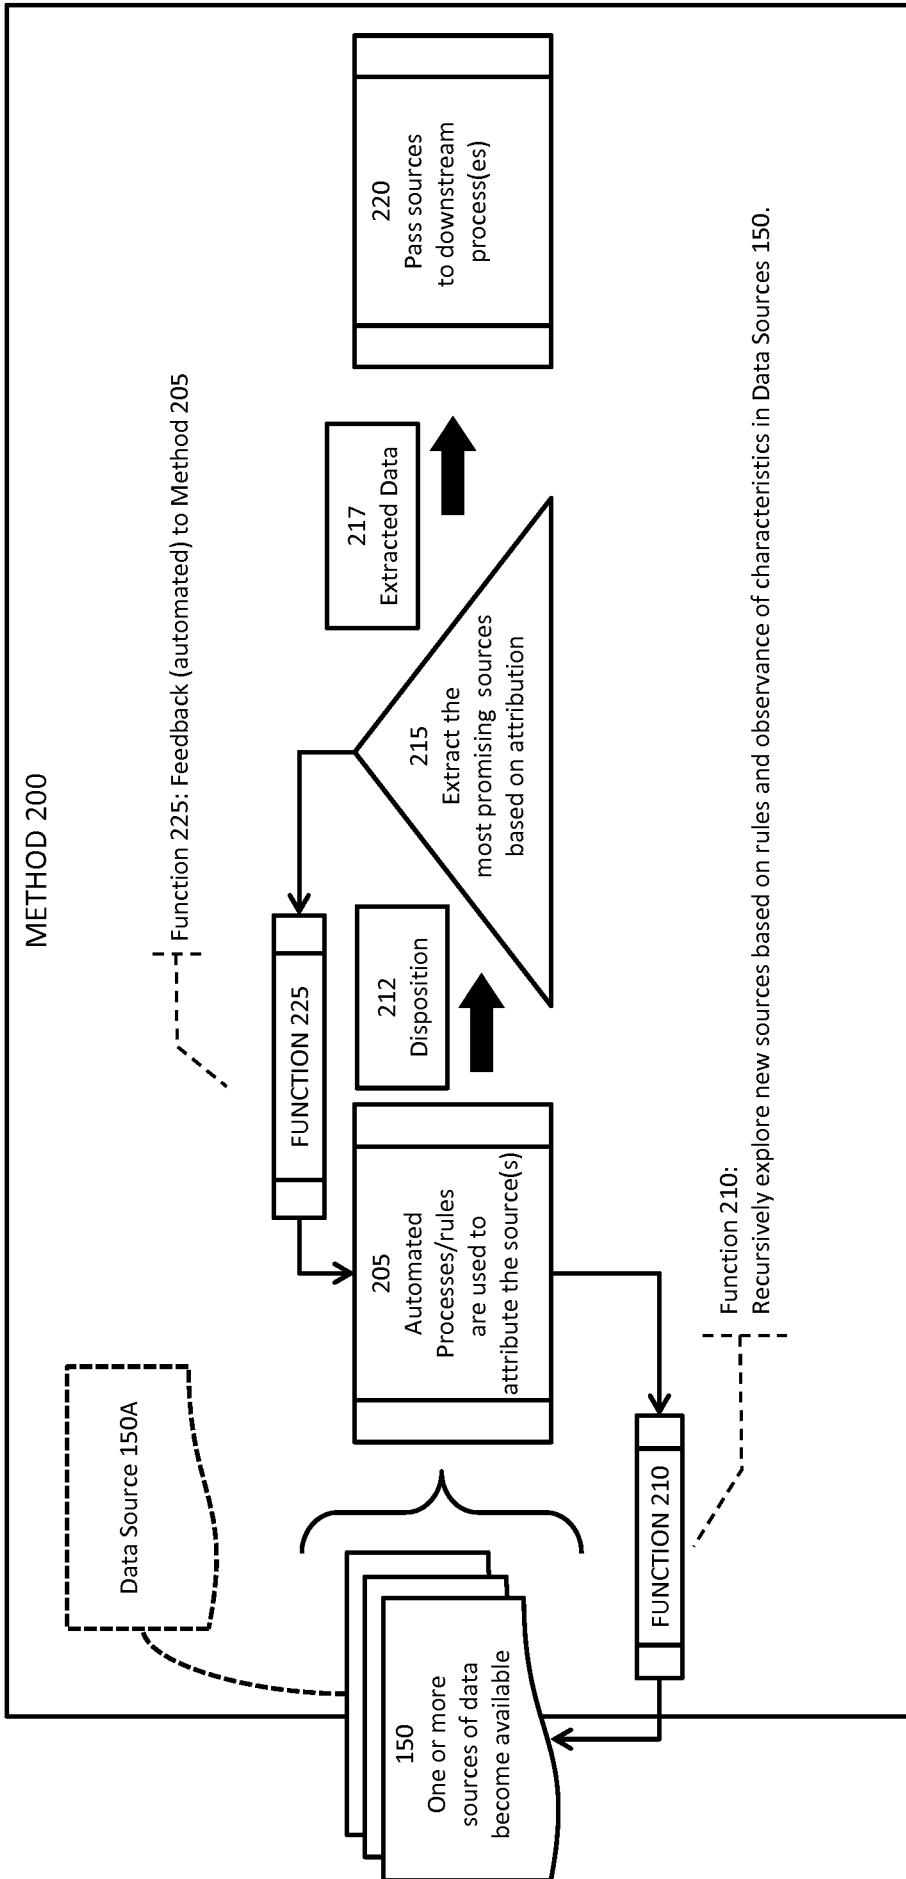 METHOD 200
Data Source 150A
Function 225: Feedback (automated) to Method 205
FUNCTION 225
150
One or more
sources of data
become available
205
Automated
Processes/rules
are used to
attribute the source(s)
212
Disposition
215
Extract the
most promising sources
based on attribution
217
Extracted Data
220
Pass sources
to downstream
process(es)
FUNCTION 210
Function 210:
Recursively explore new sources based on rules and observance of characteristics in Data Sources 150.